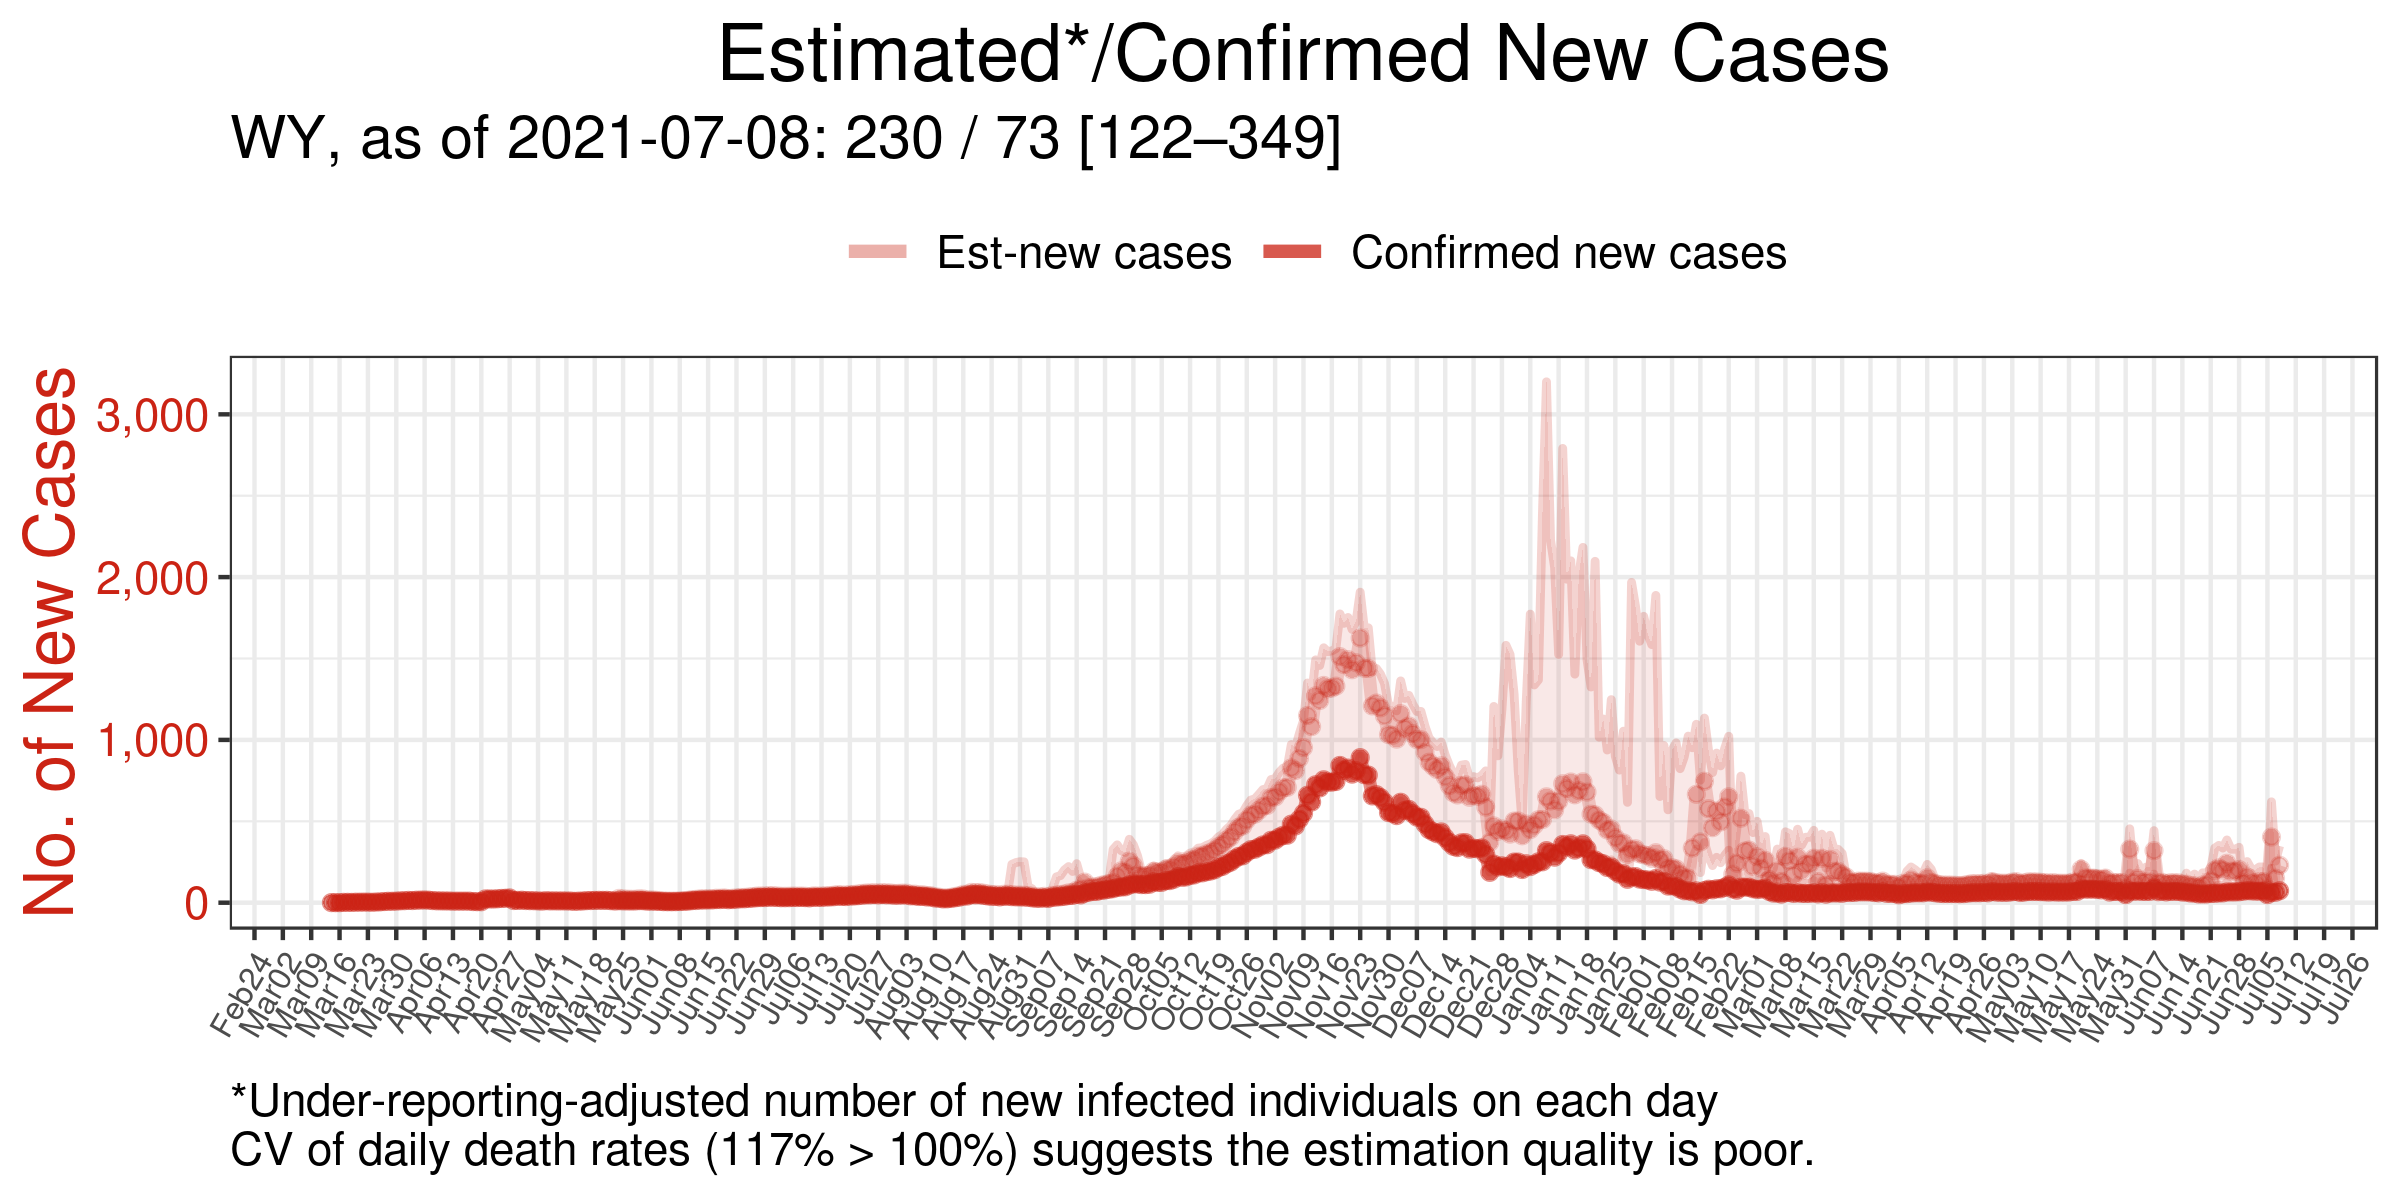 Estimated*/Confirmed New Cases
WY, as of 2021-07-08: 230 / 73 [122–349]
Est-new cases
Confirmed new cases
No. of New Cases
3,000
2,000
1,000
0
Feb24
Mar02
Mar09
Mar16
Mar23
Mar30
Apr06
Apr13
Apr20
Apr27
May04
May11
May18
May25
Jun01
Jun08
Jun15
Jun22
Jun29
Jul06
Jul13
Jul20
Jul27
Aug03
Aug10
Aug17
Aug24
Aug31
Sep07
Sep14
Sep21
Sep28
Oct05
Oct12
Oct19
Oct26
Nov02
Nov09
Nov16
Nov23
Nov30
Dec07
Dec14
Dec21
Dec28
Jan04
Jan11
Jan18
Jan25
Feb01
Feb08
Feb15
Feb22
Mar01
Mar08
Mar15
Mar22
Mar29
Apr05
Apr12
Apr19
Apr26
May03
May10
May17
May24
May31
Jun07
Jun14
Jun21
Jun28
Jul05
Jul12
Jul19
Jul26
*Under-reporting-adjusted number of new infected individuals on each day
CV of daily death rates (117% > 100%) suggests the estimation quality is poor.